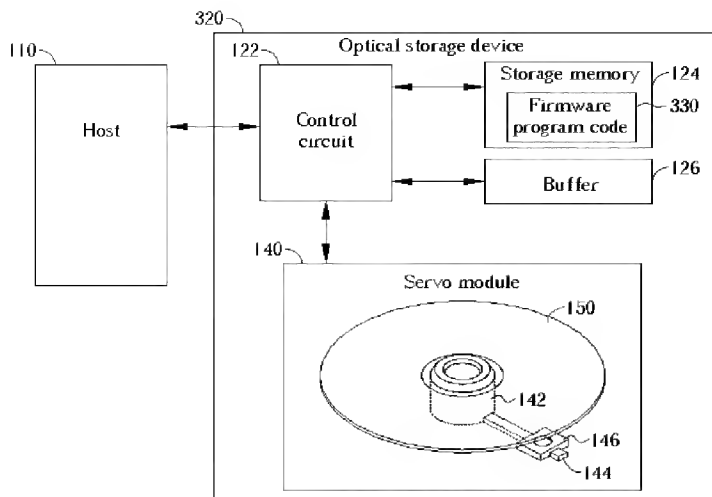 320
110
122
Optical storage device
Host
Control
circuit
Storage memory
124
Firmware
program code
330
Buffer
126
140
Servo module
150
142
146
144